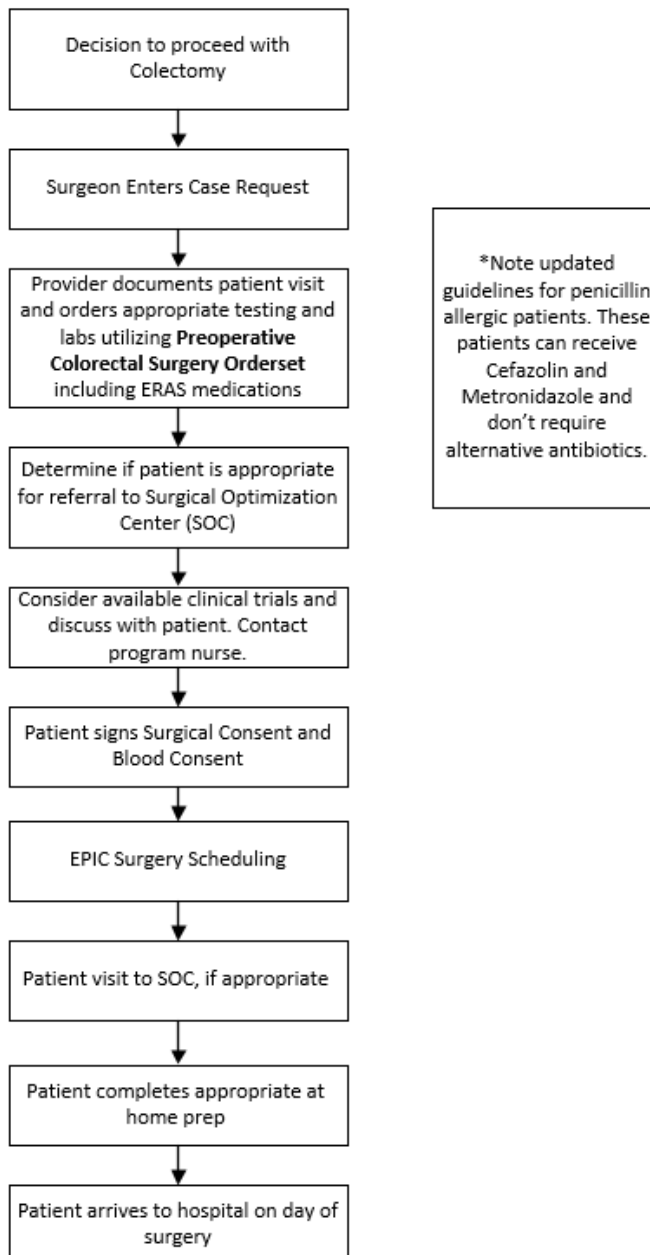 Decision to proceed with
Colectomy
Surgeon Enters Case Request
Provider documents patient visit
and orders appropriate testing and
labs utilizing Preoperative
Colorectal Surgery Orderset
including ERAS medications
*Note updated
guidelines for penicillin
allergic patients. These
patients can receive
Cefazolin and
Metronidazole and
don’t require
alternative antibiotics.
Determine if patient is appropriate
for referral to Surgical Optimization
Center (SOC)
Consider available clinical trials and
discuss with patient. Contact
program nurse.
Patient signs Surgical Consent and
Blood Consent
EPIC Surgery Scheduling
Patient visit to SOC, if appropriate
Patient completes appropriate at
home prep
Patient arrives to hospital on day of
surgery